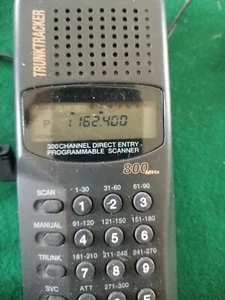 TRUNKTRACKER
P 162.400
300 CHANNEL DIRECT ENTRY
PROGRAMMABLE SCANNER
800 MHz
SCAN 1-30 31-60 61-90
1 2 3
MANUAL 91-120 121-150 151-180
4 5 6
TRUNK 181-210 211-240 241-270
7 8 9
SVC ATT 271-300